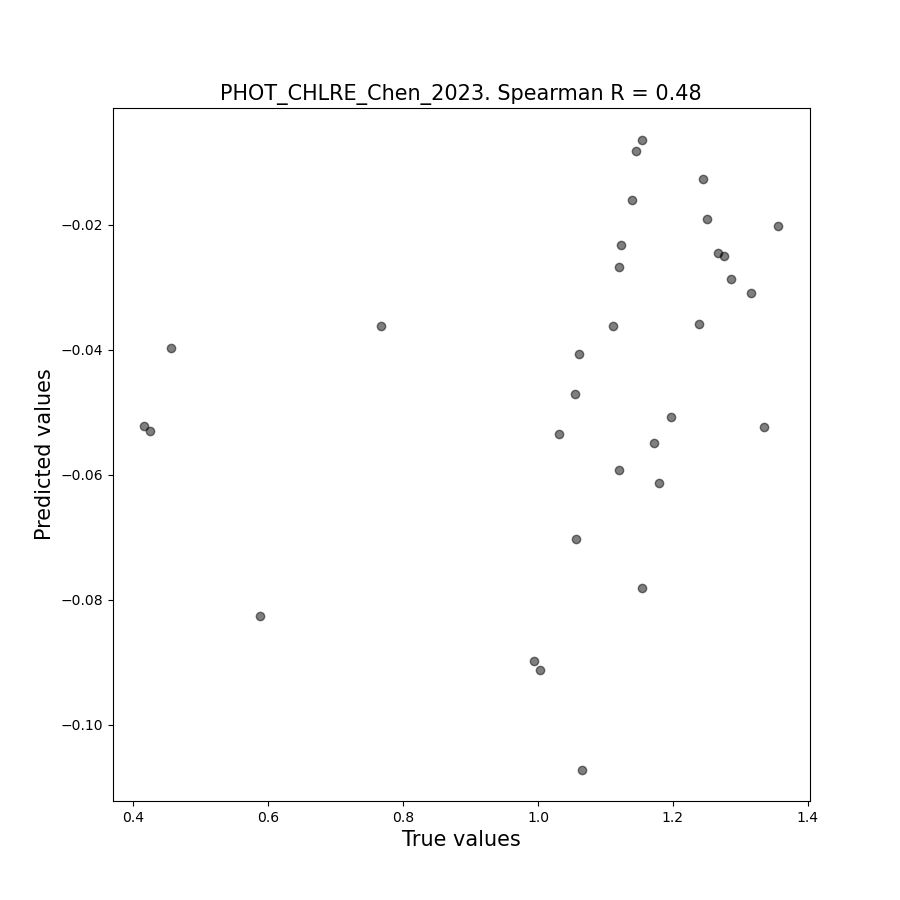 PHOT_CHLRE_Chen_2023. Spearman R = 0.48
−0.02
−0.04
−0.06
−0.08
−0.10
Predicted values
0.4 0.6 0.8 1.0 1.2 1.4
True values